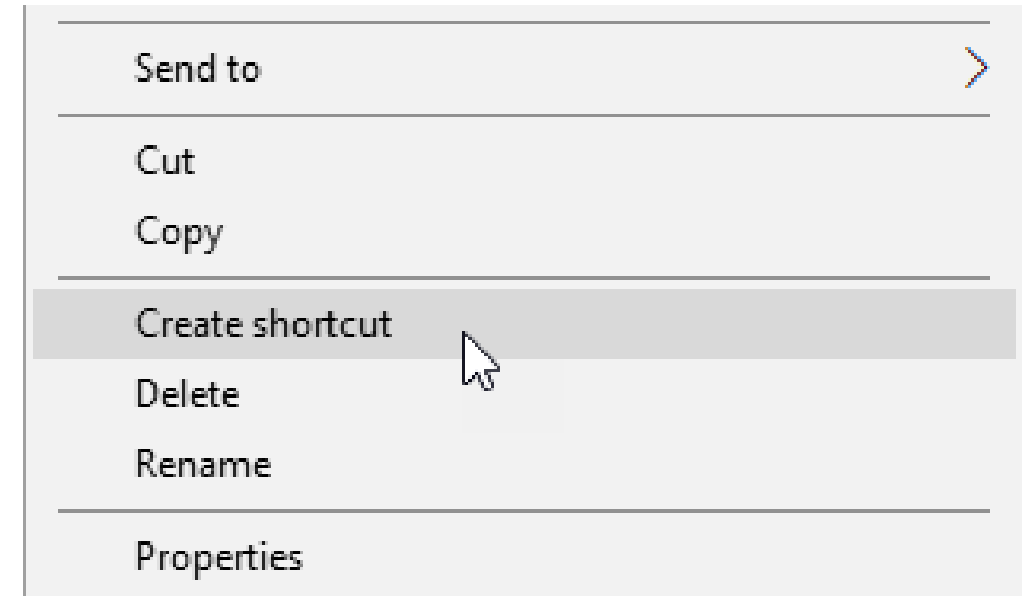 Send to
Cut
Copy
Create shortcut
Delete
Rename
Properties